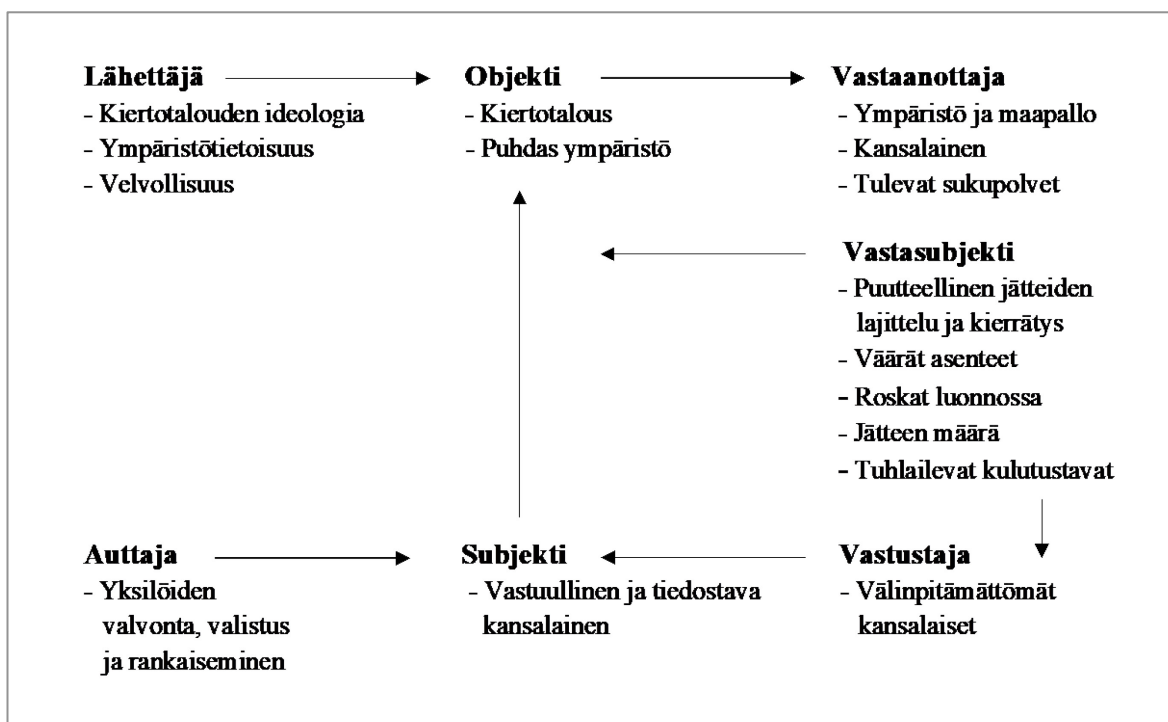 Lähettäjä
- Kiertotalouden ideologia
- Ympäristötietoisuus
- Velvollisuus
Objekti
- Kiertotalous
- Puhdas ympäristö
Vastaanottaja
- Ympäristö ja maapallo
- Kansalainen
- Tulevat sukupolvet
Vastasubjekti
- Puutteellinen jätteiden
lajittelu ja kierrätys
- Väärät asenteet
- Roskat luonnossa
- Jätteen määrä
- Tuhlailevat kulutustavat
Auttaja
- Yksilöiden
valvonta, valistus
ja rankaiseminen
Subjekti
- Vastuullinen ja tiedostava
kansalainen
Vastustaja
- Välinpitämättömät
kansalaiset